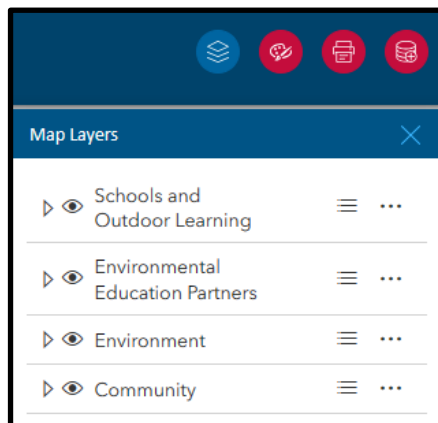 Map Layers
Schools and
Outdoor Learning
Environmental
Education Partners
Environment
Community